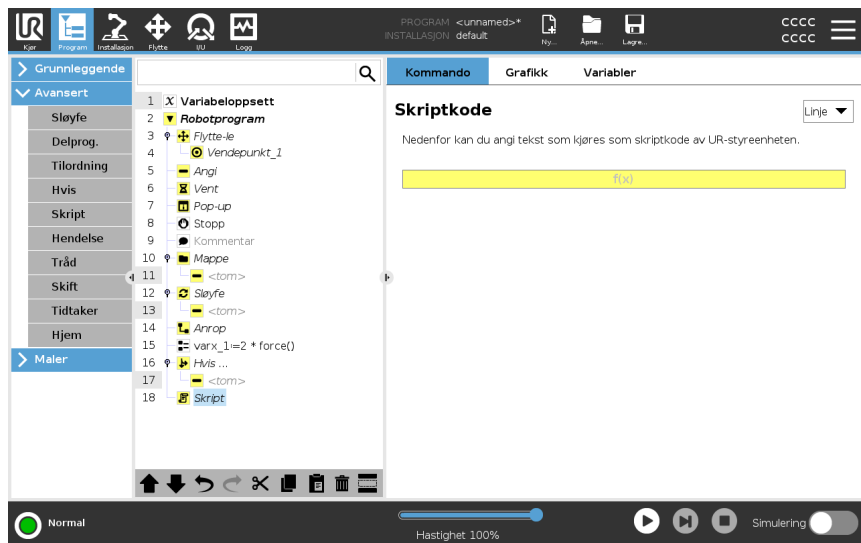 UR
Kjør
Program
Installasjon
Flytte
I/U
Logg
PROGRAM <unnamed>*
INSTALLASJON default
Ny...
Åpne...
Lagre...
CCCC
CCCC
Grunnleggende
Avansert
Sløyfe
Delprog.
Tilordning
Hvis
Skript
Hendelse
Tråd
Skift
Tidtaker
Hjem
Maler
1 X Variabeloppsett
2 Robotprogram
3 Flytte-le
4 Vendepunkt_1
5 Angi
6 Vent
7 Pop-up
8 Stopp
9 Kommentar
10 Mappe
11 <tom>
12 Sløyfe
13 <tom>
14 Anrop
15 varx_1≔2 * force()
16 Hvis ...
17 <tom>
18 Skript
Kommando Grafikk Variabler
Skriptkode
Linje
Nedenfor kan du angi tekst som kjøres som skriptkode av UR-styreenheten.
f(x)
Normal
Hastighet 100%
Simulering